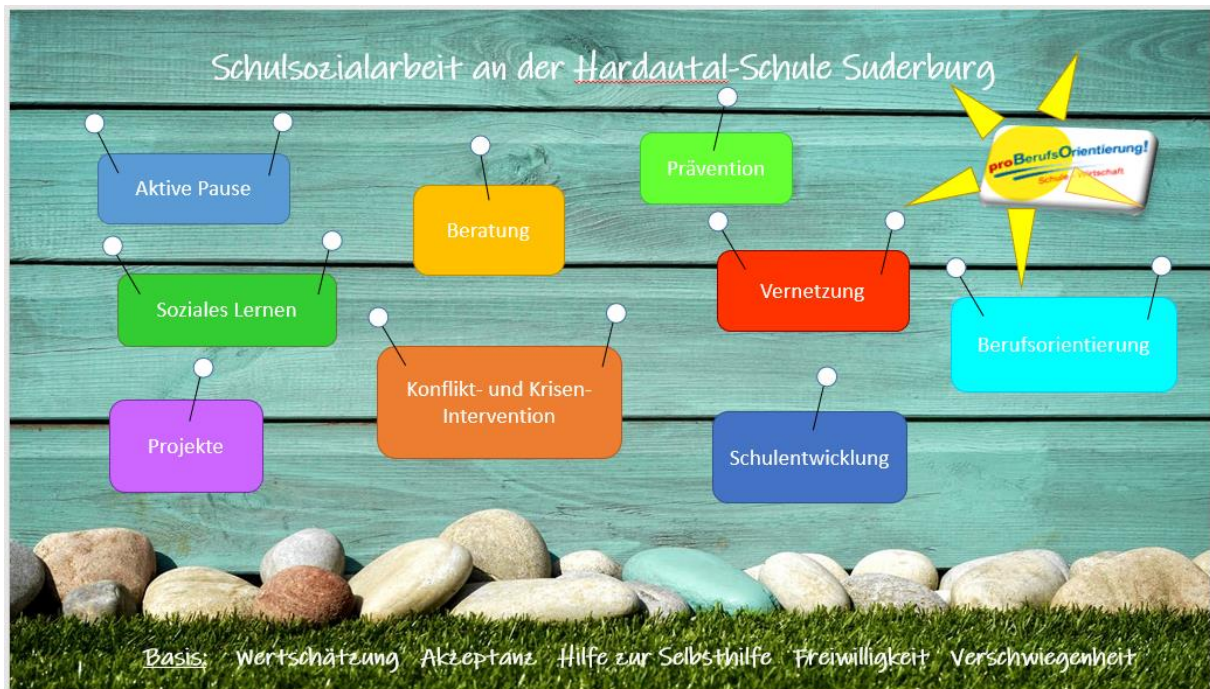 Schulsozialarbeit an der Hardautal-Schule Suderburg
proBerufsOrientierung!
Schule - Wirtschaft
Aktive Pause
Beratung
Prävention
Soziales Lernen
Vernetzung
Berufsorientierung
Konflikt- und Krisen-
Intervention
Projekte
Schulentwicklung
Basis: Wertschätzung Akzeptanz Hilfe zur Selbsthilfe Freiwilligkeit Verschwiegenheit